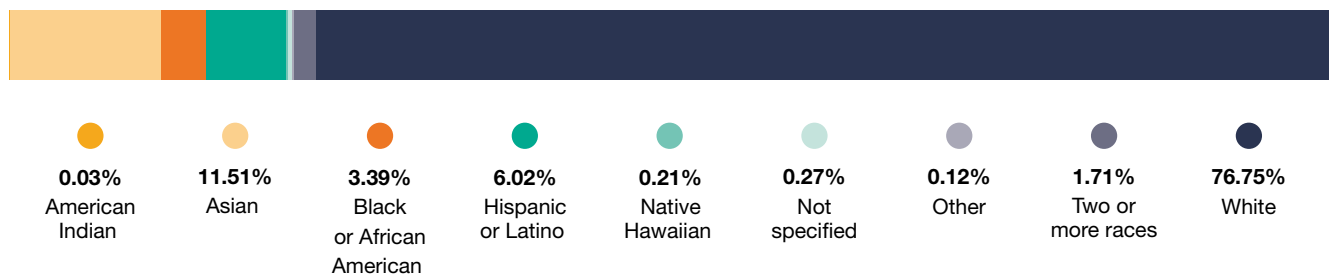 0.03%
American
Indian
11.51%
Asian
3.39%
Black
or African
American
6.02%
Hispanic
or Latino
0.21%
Native
Hawaiian
0.27%
Not
specified
0.12%
Other
1.71%
Two or
more races
76.75%
White